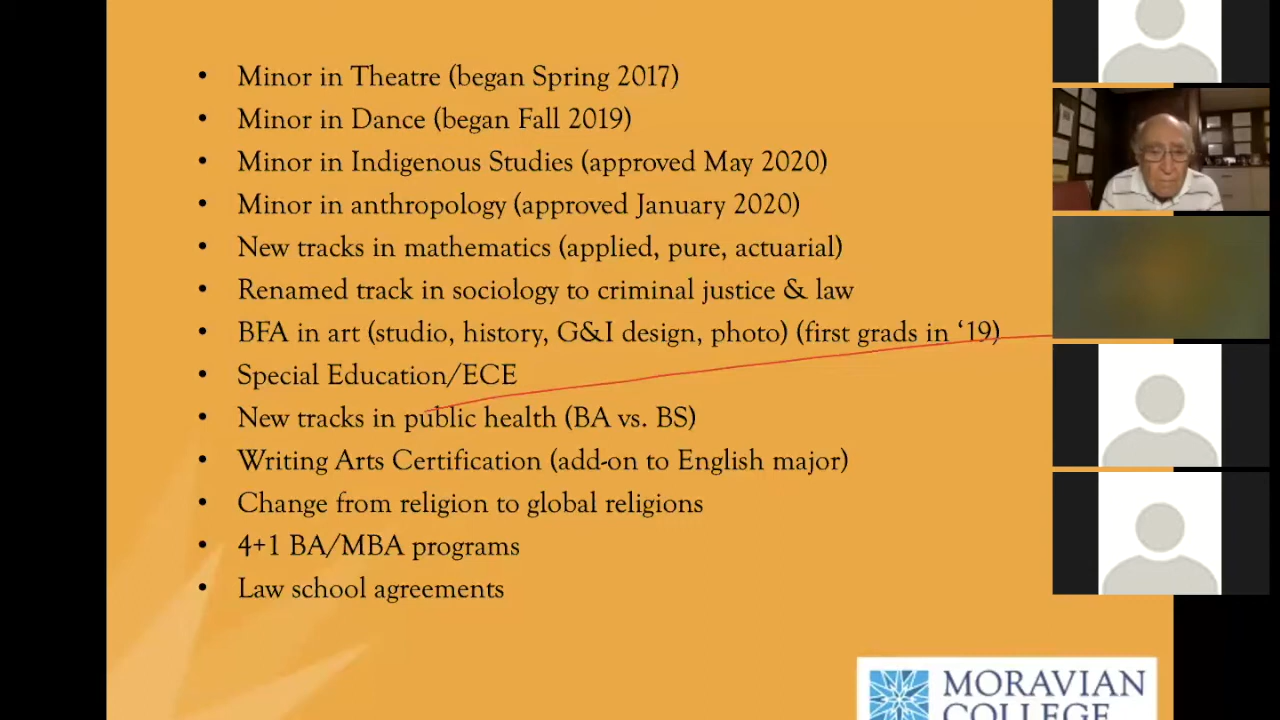 • Minor in Theatre (began Spring 2017)
• Minor in Dance (began Fall 2019)
• Minor in Indigenous Studies (approved May 2020)
• Minor in anthropology (approved January 2020)
• New tracks in mathematics (applied, pure, actuarial)
• Renamed track in sociology to criminal justice & law
• BFA in art (studio, history, G&I design, photo) (first grads in ‘19)
• Special Education/ECE
• New tracks in public health (BA vs. BS)
• Writing Arts Certification (add-on to English major)
• Change from religion to global religions
• 4+1 BA/MBA programs
• Law school agreements
MORAVIAN
COLLEGE